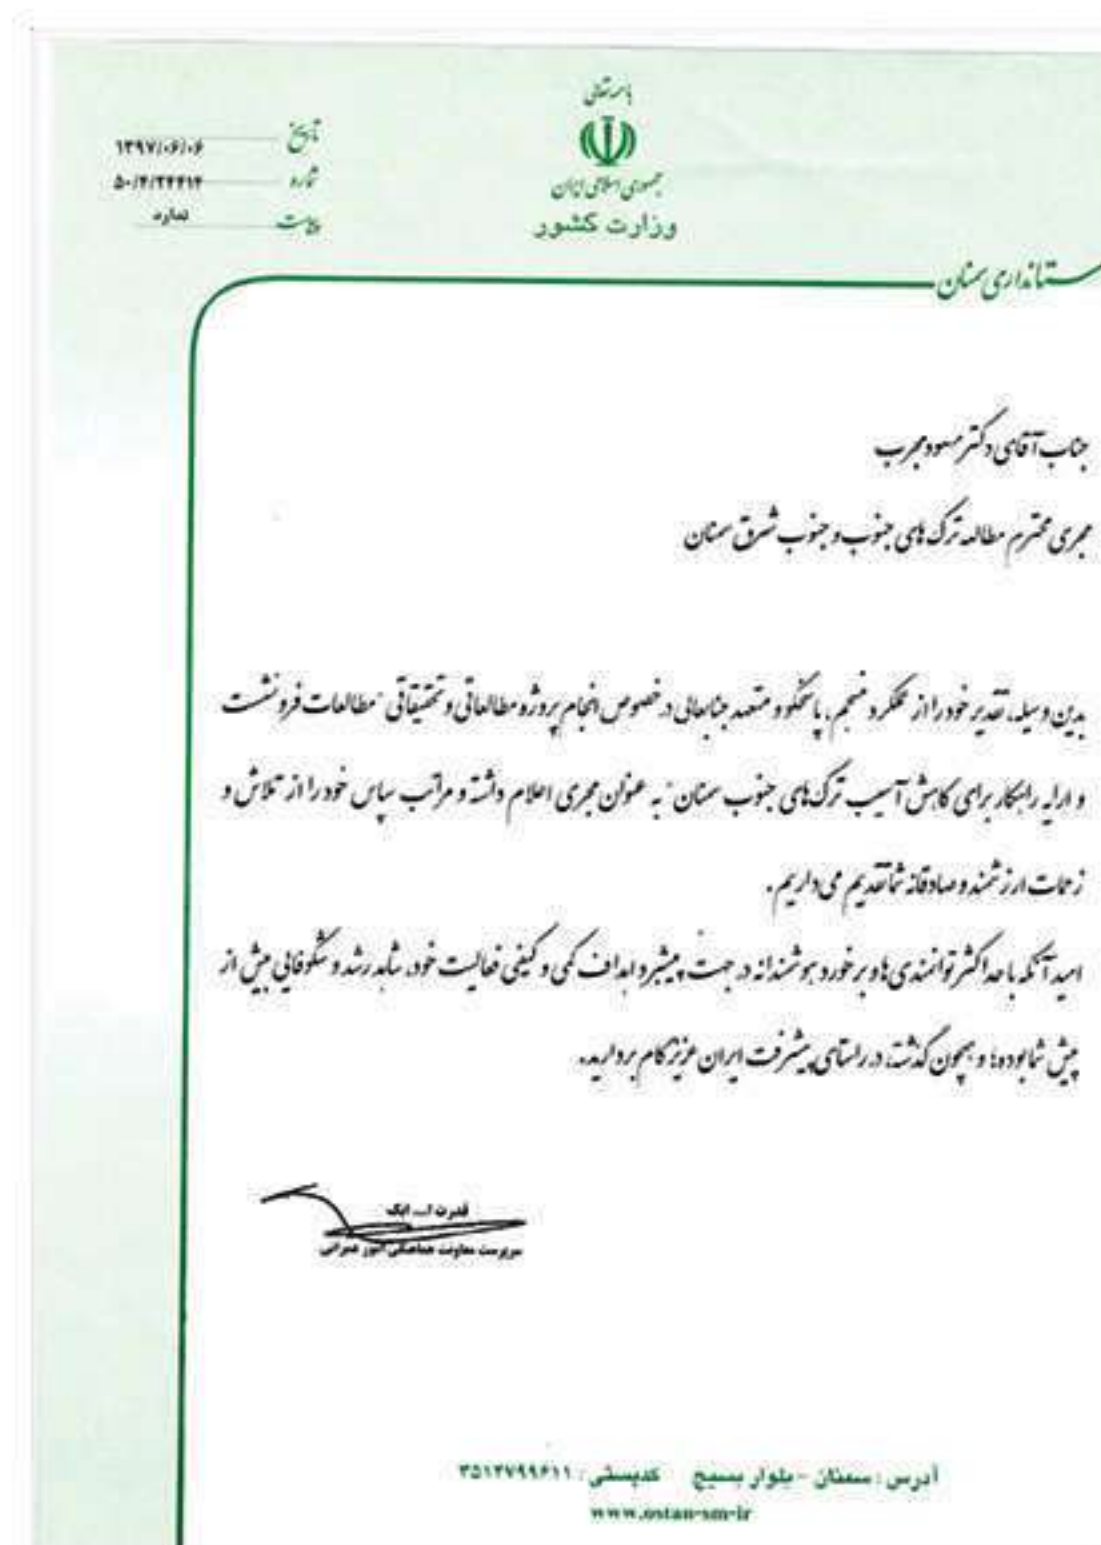 باسمه تعالی
جمهوری اسلامی ایران
وزارت کشور
استانداری سمنان
تاریخ ۱۳۹۷/۰۶/۰۶
شماره
پیوست ندارد
جناب آقای دکتر مسعود مجرب
مجری محترم مطالعه ترک های جنوب و جنوب شرق سمنان
بدین وسیله، تقدیر خود را از عملکرد منسجم، پاسخگو و متعهد جنابعالی در خصوص انجام پروژه مطالعاتی و تحقیقاتی "مطالعات فرونشست
و ارایه راهکار برای کاهش آسیب ترک های جنوب سمنان" به عنوان مجری اعلام داشته و مراتب سپاس خود را از تلاش و
زحمات ارزشمند و صادقانه شما تقدیم می داریم.
امید آنکه با حداکثر توانمندی ها و برخورد هوشمندانه در جهت پیشبرد اهداف کمی و کیفی فعالیت خود، شاهد رشد و شکوفایی بیش از
پیش شما بوده و همچون گذشته، در راستای پیشرفت ایران عزیز گام بردارید.
قدرت ا...
سرپرست معاونت هماهنگی امور عمرانی
آدرس : سمنان - بلوار بسیج کدپستی : ۳۵۱۳۷۹۹۶۱۱
www.ostan-sm-ir